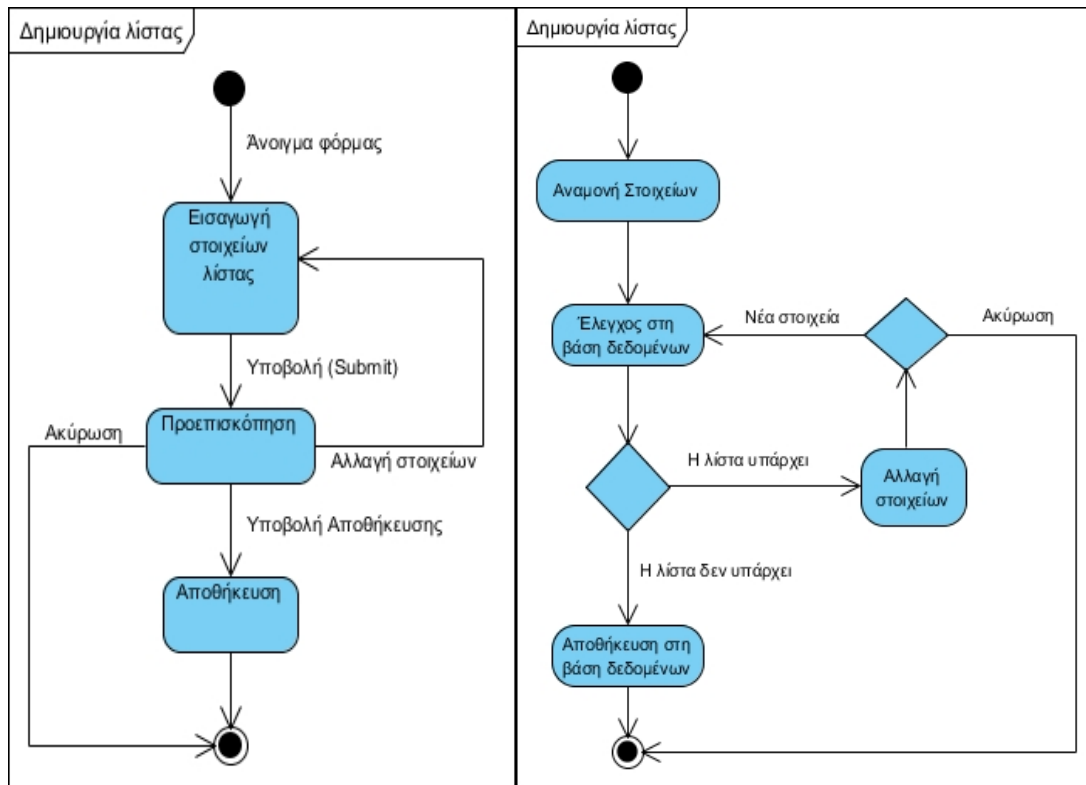 Δημιουργία λίστας
Άνοιγμα φόρμας
Εισαγωγή
στοιχείων
λίστας
Υποβολή (Submit)
Προεπισκόπηση
Ακύρωση
Αλλαγή στοιχείων
Υποβολή Αποθήκευσης
Αποθήκευση
Δημιουργία λίστας
Αναμονή Στοιχείων
Έλεγχος στη
βάση δεδομένων
Νέα στοιχεία
Ακύρωση
Η λίστα υπάρχει
Αλλαγή
στοιχείων
Η λίστα δεν υπάρχει
Αποθήκευση στη
βάση δεδομένων